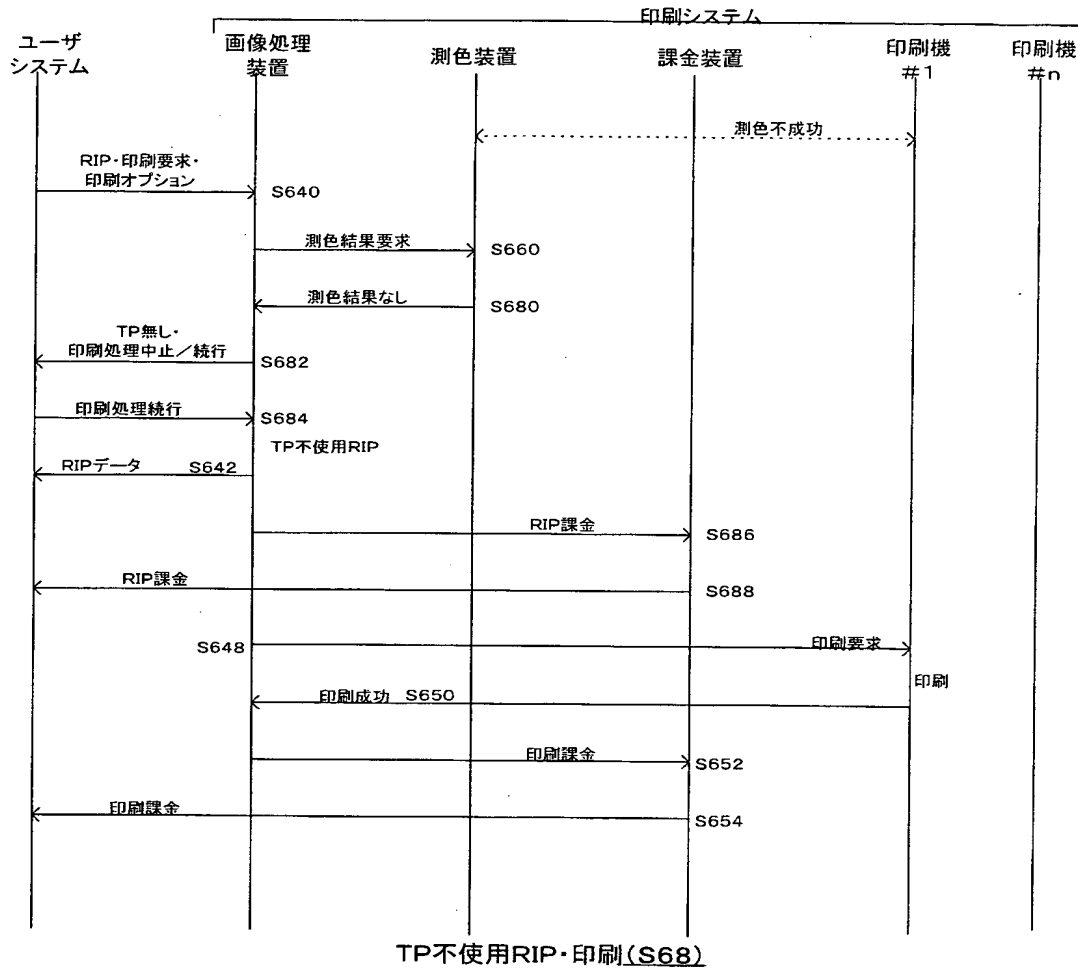 印刷システム
ユーザ
システム
画像処理
装置
測色装置
課金装置
印刷機
#1
印刷機
#n
測色不成功
RIP・印刷要求・
印刷オプション
S640
測色結果要求
S660
測色結果なし
S680
TP無し・
印刷処理中止／続行
S682
印刷処理続行
S684
TP不使用RIP
RIPデータ
S642
RIP課金
S686
RIP課金
S688
S648
印刷要求
印刷
印刷成功
S650
印刷課金
S652
印刷課金
S654
TP不使用RIP・印刷(S68)